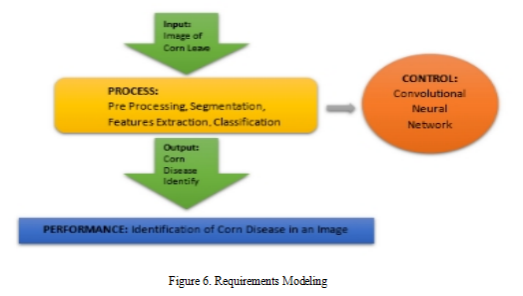 Input:
Image of
Corn Leave
PROCESS:
Pre Processing, Segmentation,
Features Extraction, Classification
CONTROL:
Convolutional
Neural
Network
Output:
Corn
Disease
Identify
PERFORMANCE: Identification of Corn Disease in an Image
Figure 6. Requirements Modeling